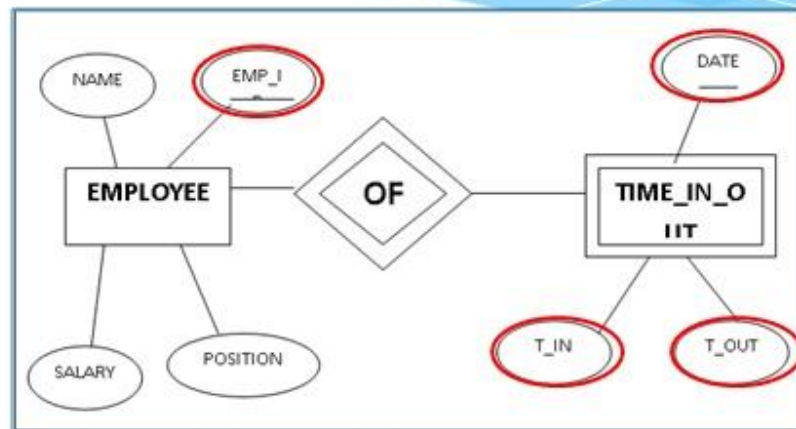 NAME
EMP_I
DATE
EMPLOYEE
OF
TIME_IN_O
SALARY
POSITION
T_IN
T_OUT